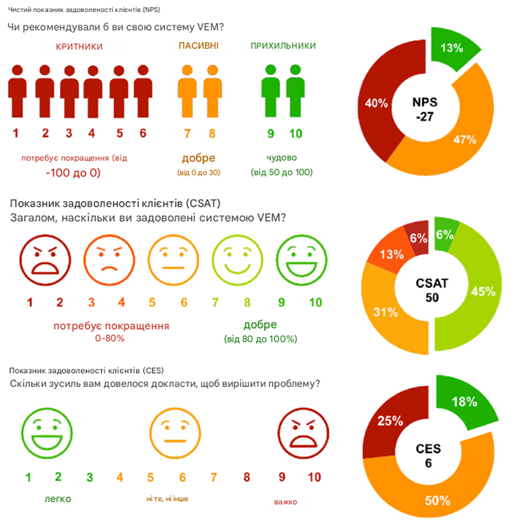 Чистий показник задоволеності клієнтів (NPS)
Чи рекомендували б ви свою систему VEM?
КРИТНИКИ ПАСИВНІ ПРИХИЛЬНИКИ
1 2 3 4 5 6 7 8 9 10
потребує покращення (від
-100 до 0)
добре
(від 0 до 30)
чудово
(від 50 до 100)
13%
40%
47%
NPS
-27
Показник задоволеності клієнтів (CSAT)
Загалом, наскільки ви задоволені системою VEM?
1 2 3 4 5 6 7 8 9 10
потребує покращення
0-80%
добре
(від 80 до 100%)
6% 6%
13%
45%
31%
CSAT
50
Показник задоволеності клієнтів (CES)
Скільки зусиль вам довелося докласти, щоб вирішити проблему?
1 2 3 4 5 6 7 8 9 10
легко ні те, ні інше важко
18%
25%
50%
CES
6